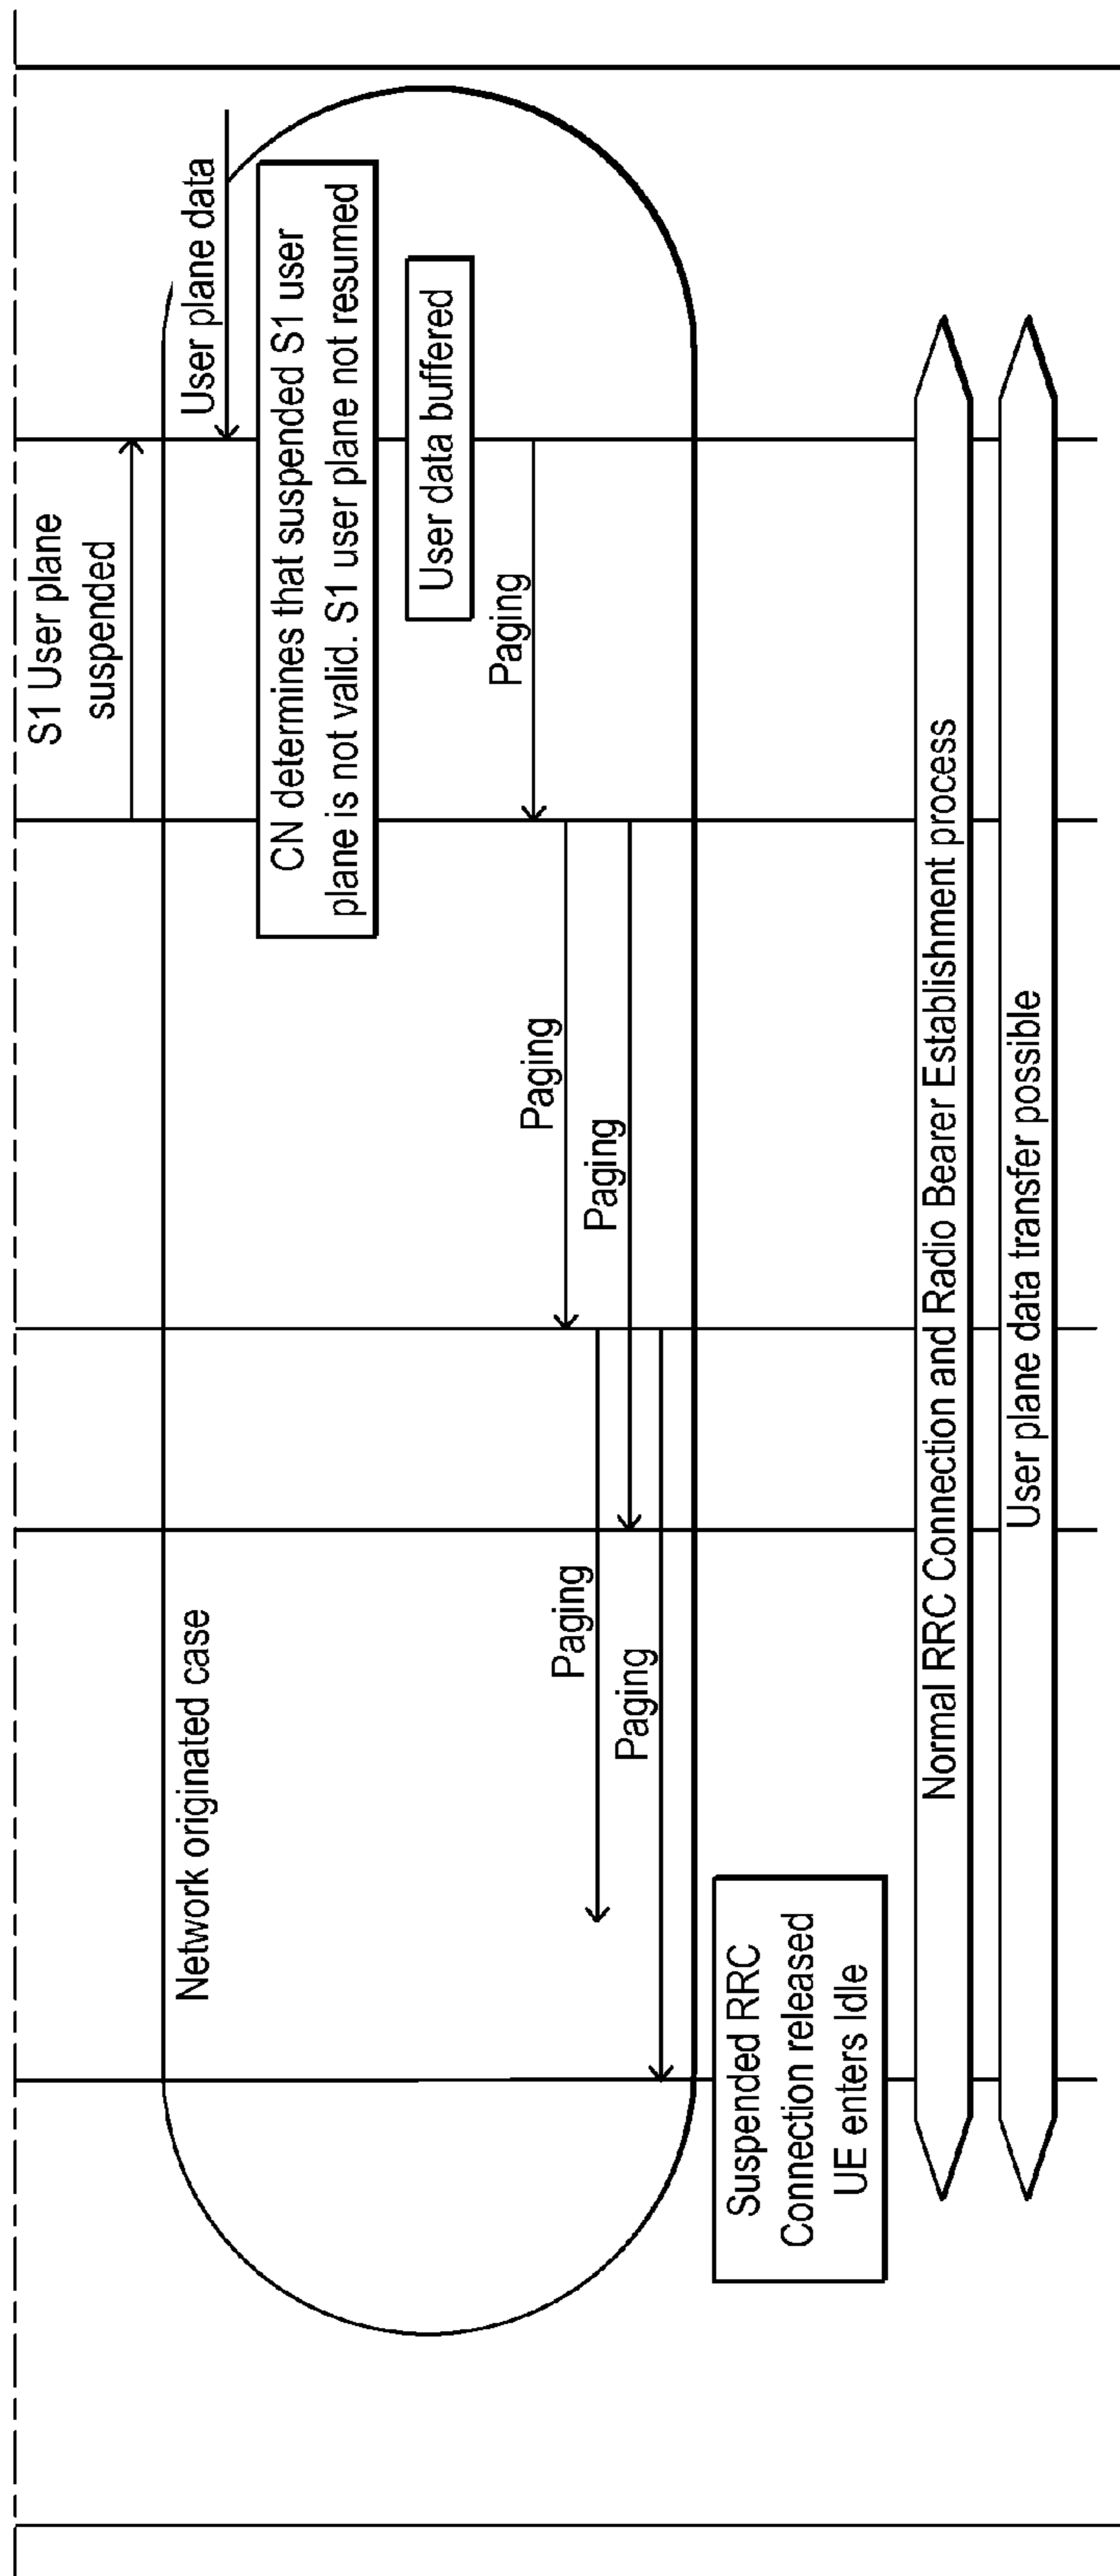 S1 User plane
suspended
Network originated case
User plane data
CN determines that suspended S1 user
plane is not valid. S1 user plane not resumed
User data buffered
Paging
Paging
Paging
Paging
Paging
Suspended RRC
Connection released
UE enters Idle
Normal RRC Connection and Radio Bearer Establishment process
User plane data transfer possible